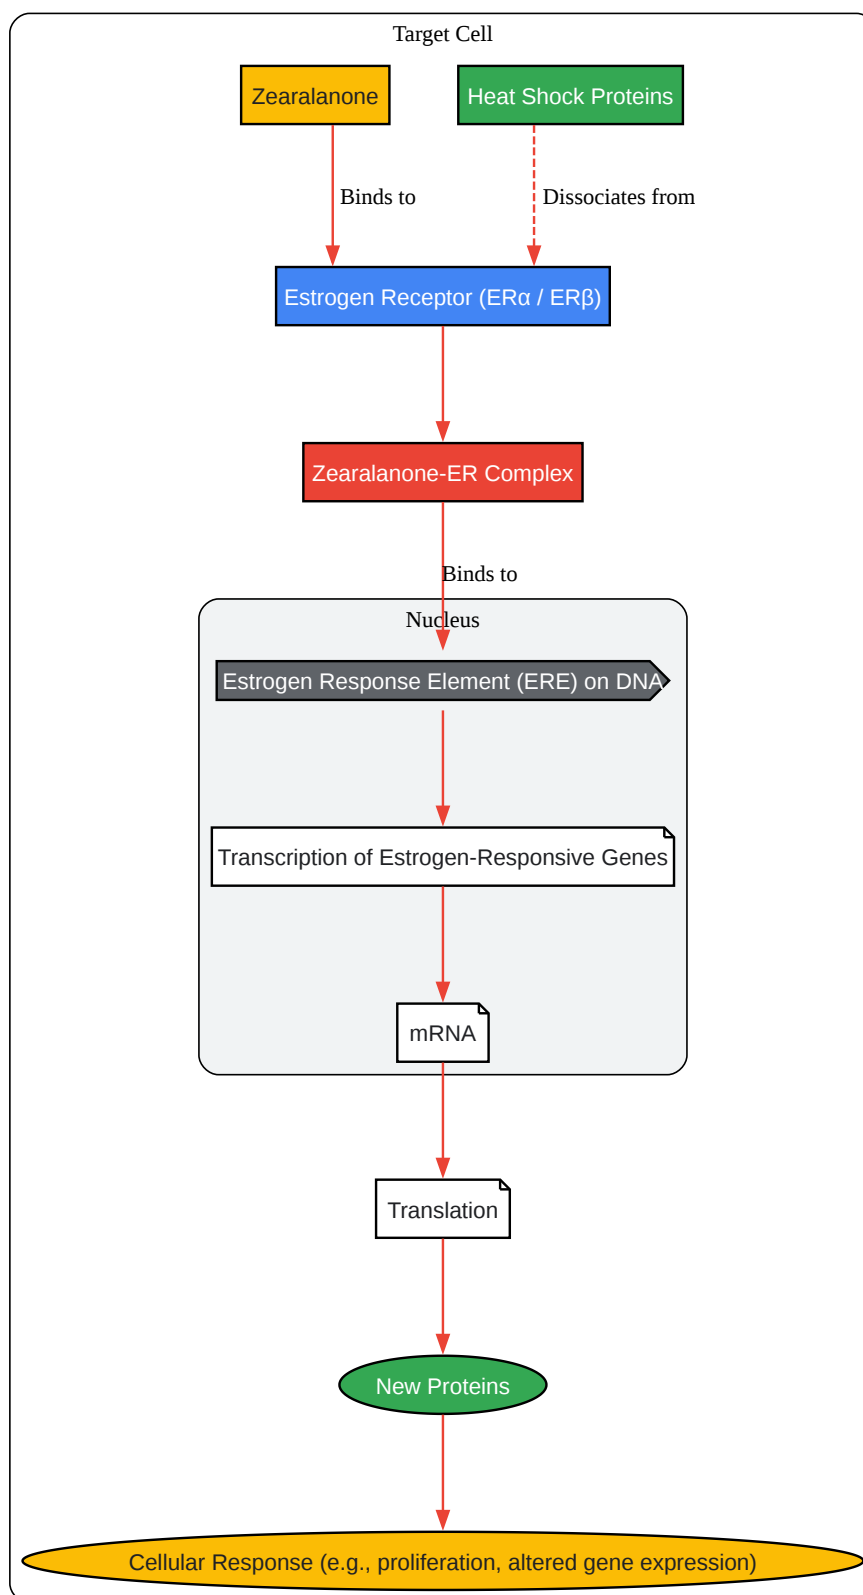 Target Cell
Zearalanone
Heat Shock Proteins
Binds to
Dissociates from
Estrogen Receptor (ERα / ERβ)
Zearalanone-ER Complex
Binds to
Nucleus
Estrogen Response Element (ERE) on DNA
Transcription of Estrogen-Responsive Genes
mRNA
Translation
New Proteins
Cellular Response (e.g., proliferation, altered gene expression)